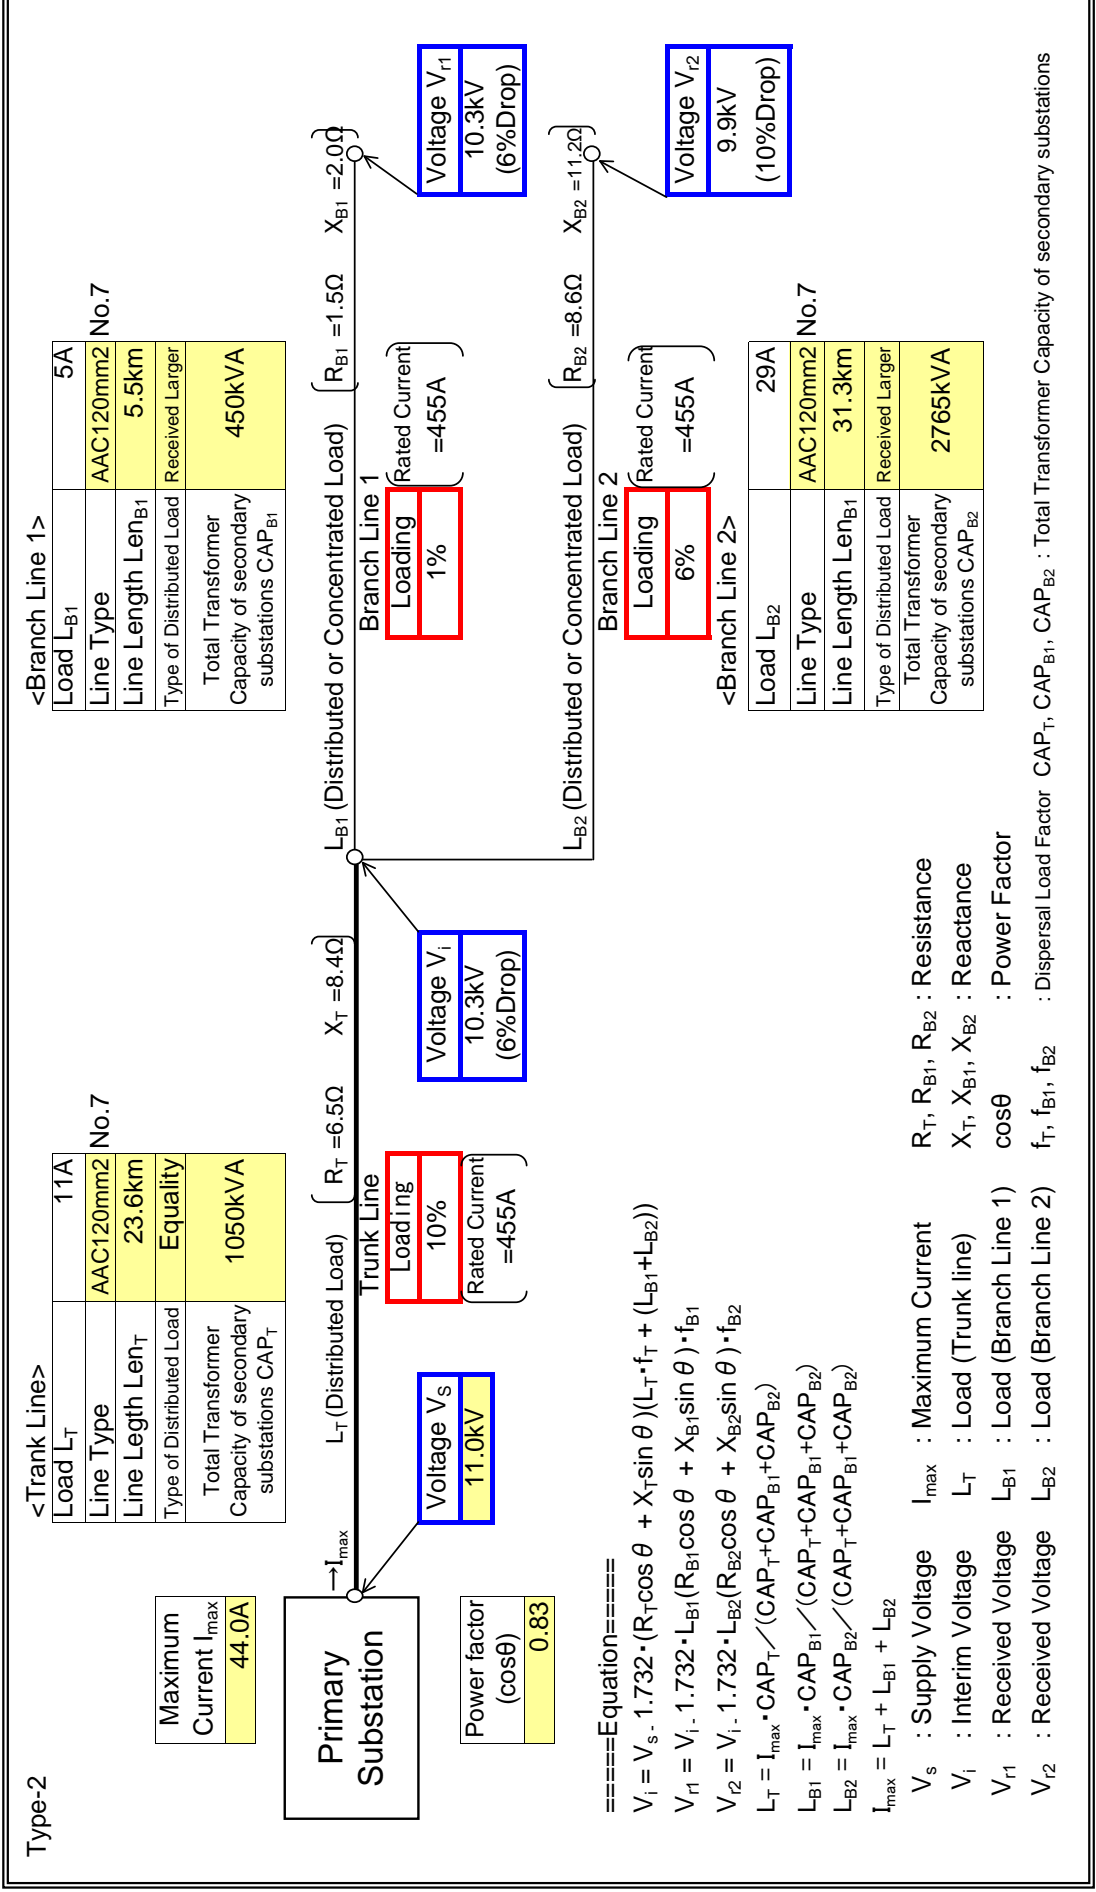 Type-2
Maximum
Current Imax
44.0A
<Trank Line>
Load LT 11A
Line Type AAC120mm2 No.7
Line Legth LenT 23.6km
Type of Distributed Load Equality
Total Transformer
Capacity of secondary
substations CAPT 1050kVA
<Branch Line 1>
Load LB1 5A
Line Type AAC120mm2 No.7
Line Length LenB1 5.5km
Type of Distributed Load Received Larger
Total Transformer
Capacity of secondary
substations CAPB1 450kVA
Primary
Substation
→Imax
LT (Distributed Load)
RT =6.5Ω XT =8.4Ω
LB1 (Distributed or Concentrated Load)
RB1 =1.5Ω XB1 =2.0Ω
Trunk Line
Loading
10%
Rated Current
=455A
Branch Line 1
Loading
1%
Rated Current
=455A
Voltage VS
11.0kV
Voltage Vi
10.3kV
(6%Drop)
Voltage Vr1
10.3kV
(6%Drop)
Power factor
(cosθ)
0.83
LB2 (Distributed or Concentrated Load)
RB2 =8.6Ω XB2 =11.2Ω
Branch Line 2
Loading
6%
Rated Current
=455A
Voltage Vr2
9.9kV
(10%Drop)
<Branch Line 2>
Load LB2 29A
Line Type AAC120mm2 No.7
Line Length LenB1 31.3km
Type of Distributed Load Received Larger
Total Transformer
Capacity of secondary
substations CAPB2 2765kVA
=====Equation=====
Vi = Vs - 1.732・(RTcosθ + XTsinθ)(LT・fT + (LB1+LB2))
Vr1 = Vi - 1.732・LB1(RB1cosθ + XB1sinθ)・fB1
Vr2 = Vi - 1.732・LB2(RB2cosθ + XB2sinθ)・fB2
LT = Imax・CAPT／(CAPT+CAPB1+CAPB2)
LB1 = Imax・CAPB1／(CAPT+CAPB1+CAPB2)
LB2 = Imax・CAPB2／(CAPT+CAPB1+CAPB2)
Imax = LT + LB1 + LB2
Vs : Supply Voltage Imax : Maximum Current RT, RB1, RB2 : Resistance
Vi : Interim Voltage LT : Load (Trunk line) XT, XB1, XB2 : Reactance
Vr1 : Received Voltage LB1 : Load (Branch Line 1) cosθ : Power Factor
Vr2 : Received Voltage LB2 : Load (Branch Line 2) fT, fB1, fB2 : Dispersal Load Factor CAPT, CAPB1, CAPB2 : Total Transformer Capacity of secondary substations